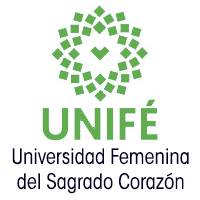 UNIFÉ
Universidad Femenina
del Sagrado Corazón